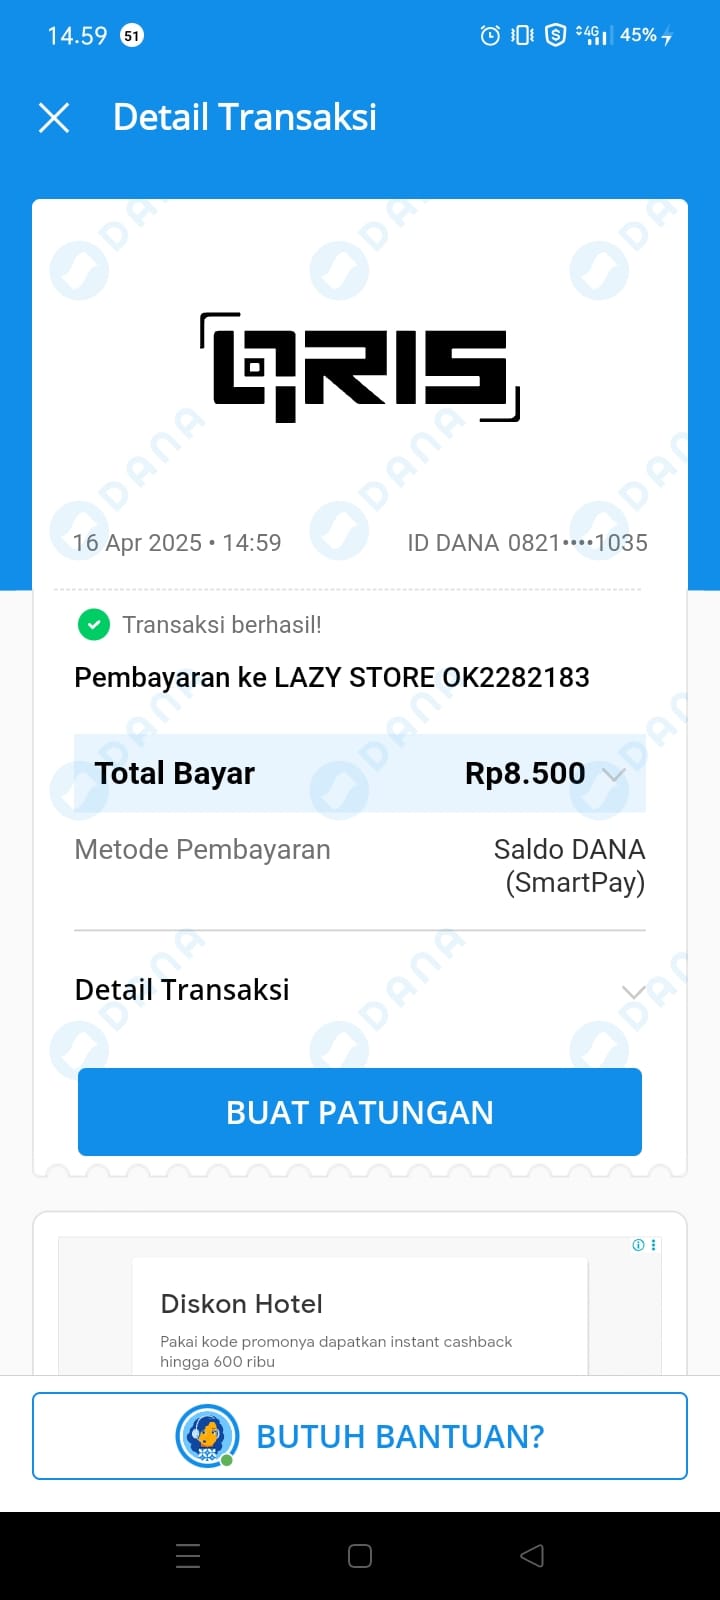 14.59 51 4G 45%
Detail Transaksi
QRIS
16 Apr 2025 • 14:59 ID DANA 0821••••1035
Transaksi berhasil!
Pembayaran ke LAZY STORE OK2282183
Total Bayar Rp8.500
Metode Pembayaran Saldo DANA
(SmartPay)
Detail Transaksi
BUAT PATUNGAN
Diskon Hotel
Pakai kode promonya dapatkan instant cashback
hingga 600 ribu
BUTUH BANTUAN?
DANA